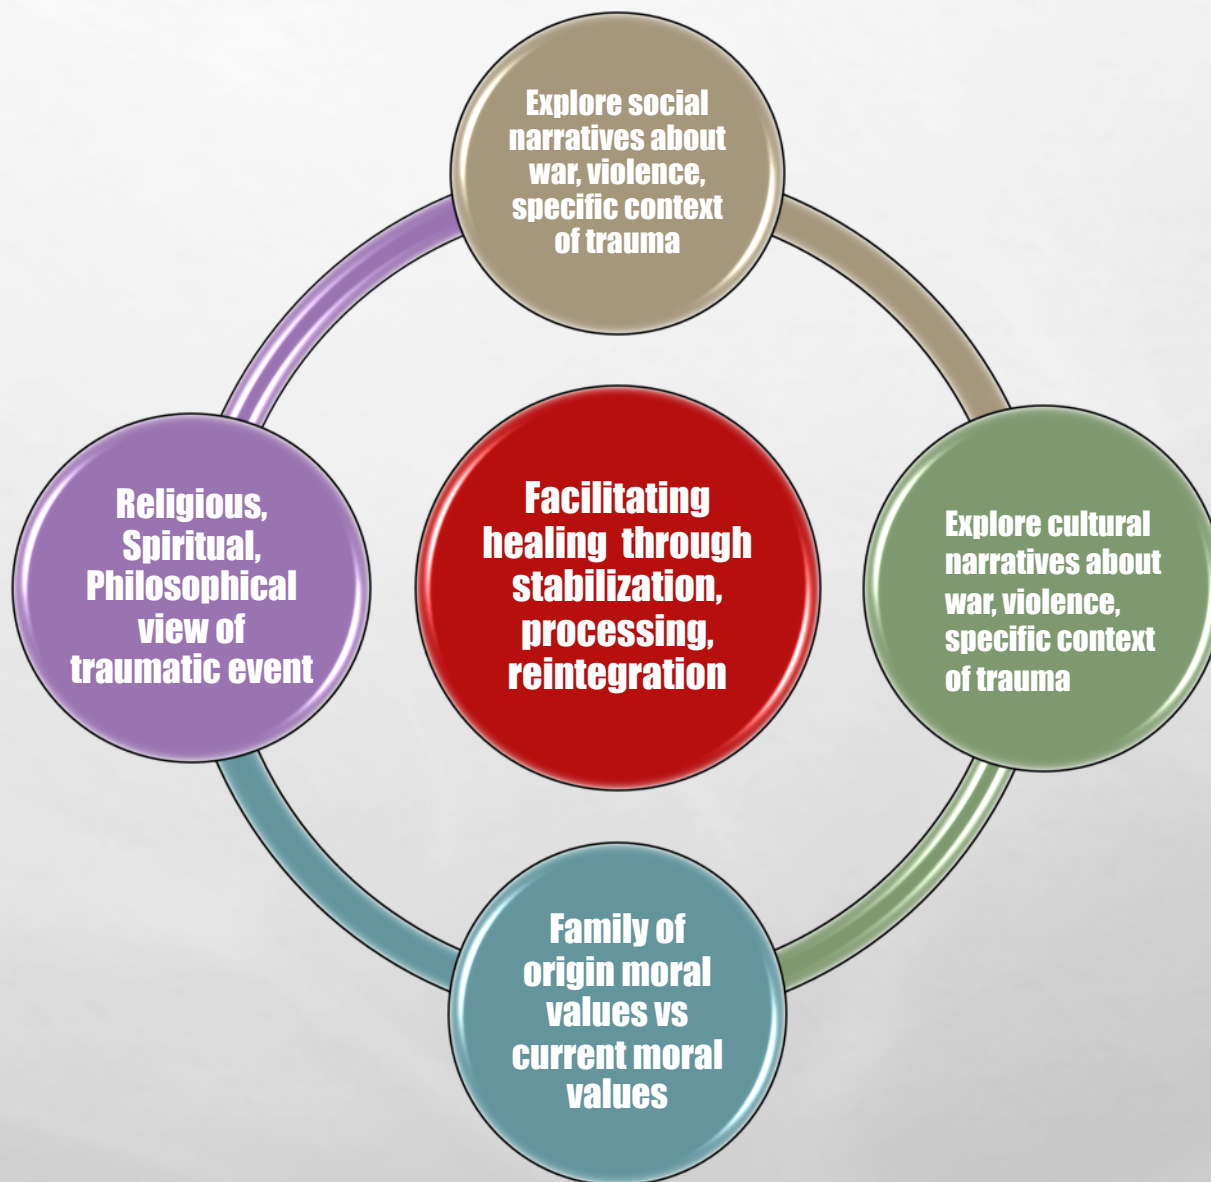 Explore social
narratives about
war, violence,
specific context
of trauma
Religious,
Spiritual,
Philosophical
view of
traumatic event
Facilitating
healing through
stabilization,
processing,
reintegration
Explore cultural
narratives about
war, violence,
specific context
of trauma
Family of
origin moral
values vs
current moral
values